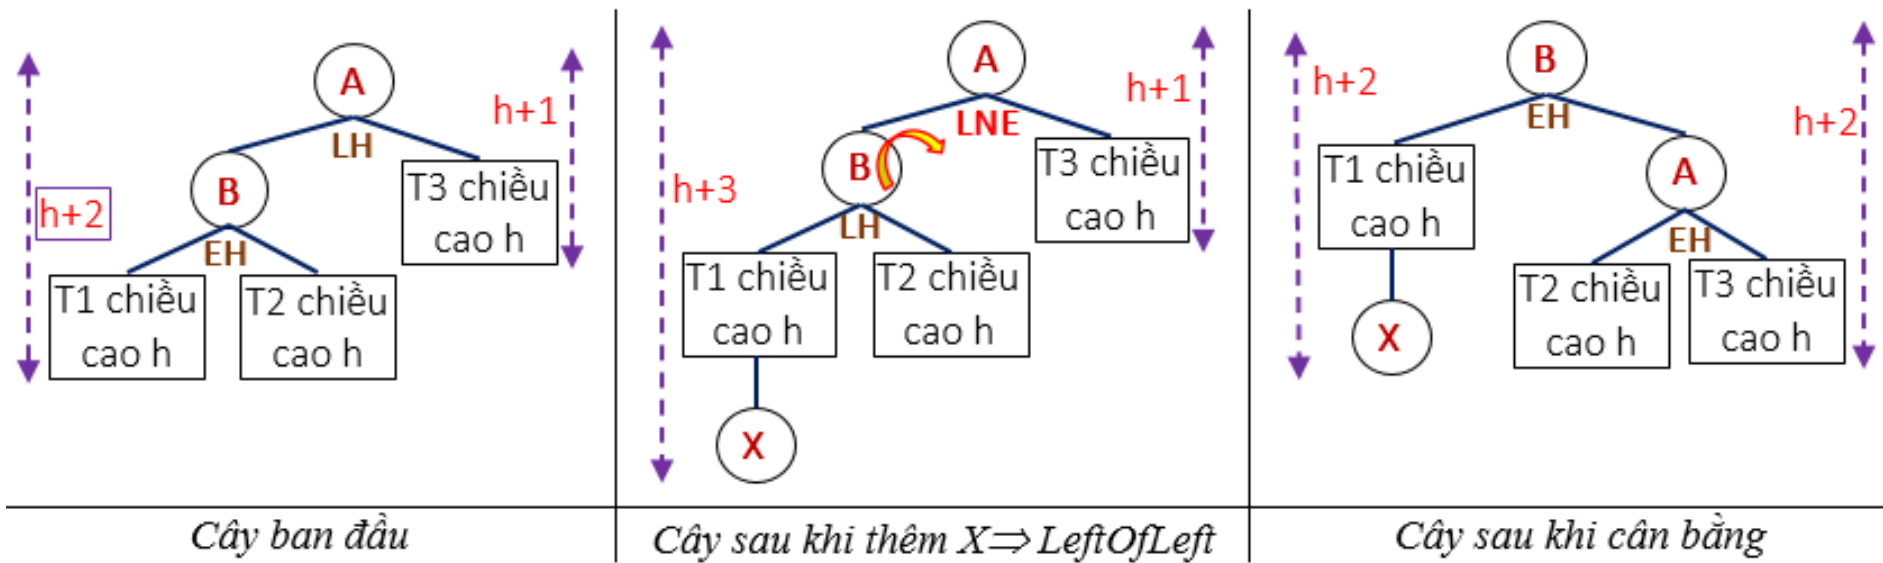 A
LH
h+1
h+2
B
EH
T3 chiều
cao h
T1 chiều
cao h
T2 chiều
cao h
Cây ban đầu
A
LNE
h+1
h+3
B
LH
T3 chiều
cao h
T1 chiều
cao h
T2 chiều
cao h
X
Cây sau khi thêm X⇒ LeftOfLeft
B
EH
h+2
h+2
T1 chiều
cao h
A
EH
X
T2 chiều
cao h
T3 chiều
cao h
Cây sau khi cân bằng